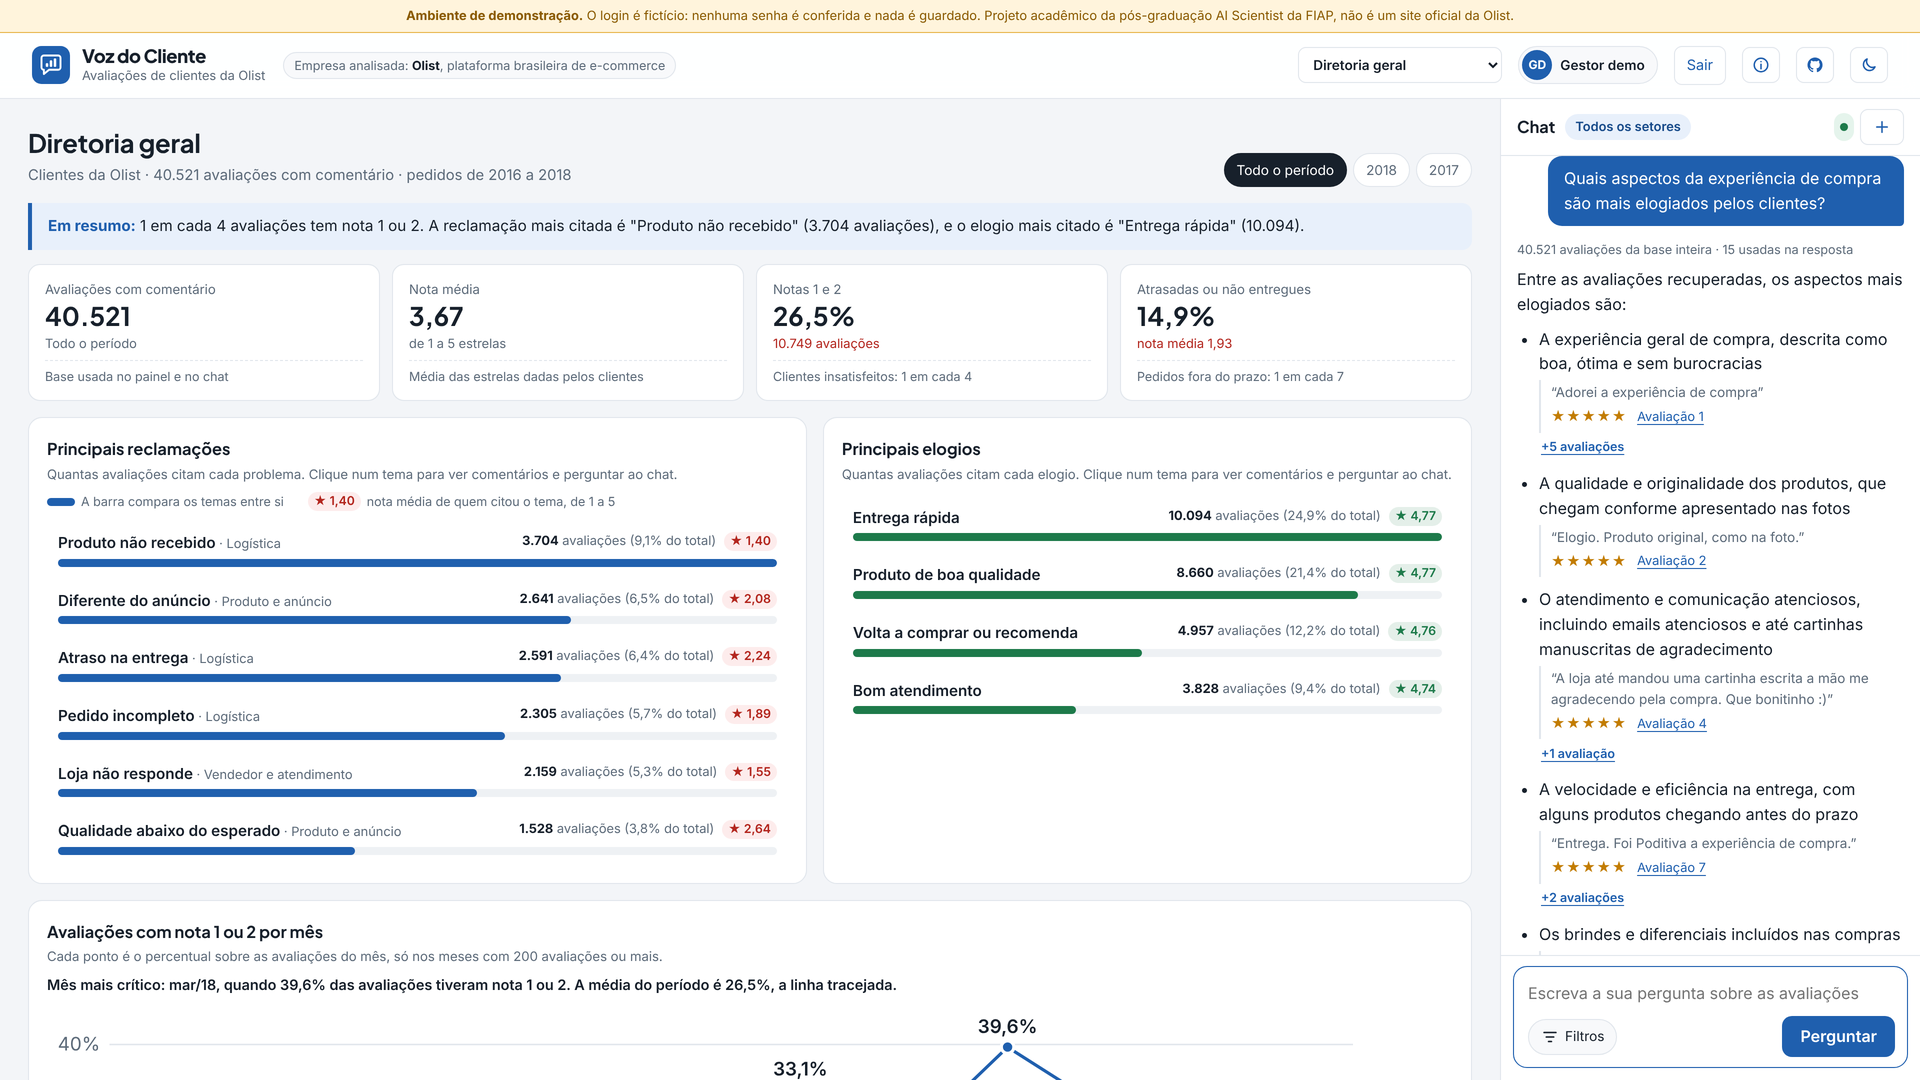 Ambiente de demonstração. O login é fictício: nenhuma senha é conferida e nada é guardado. Projeto acadêmico da pós-graduação AI Scientist da FIAP, não é um site oficial da Olist.
Voz do Cliente
Avaliações de clientes da Olist
Empresa analisada: Olist, plataforma brasileira de e-commerce
Diretoria geral
GD
Gestor demo
Sair
Diretoria geral
Clientes da Olist · 40.521 avaliações com comentário · pedidos de 2016 a 2018
Todo o período
2018
2017
Em resumo: 1 em cada 4 avaliações tem nota 1 ou 2. A reclamação mais citada é "Produto não recebido" (3.704 avaliações), e o elogio mais citado é "Entrega rápida" (10.094).
Avaliações com comentário
40.521
Todo o período
Base usada no painel e no chat
Nota média
3,67
de 1 a 5 estrelas
Média das estrelas dadas pelos clientes
Notas 1 e 2
26,5%
10.749 avaliações
Clientes insatisfeitos: 1 em cada 4
Atrasadas ou não entregues
14,9%
nota média 1,93
Pedidos fora do prazo: 1 em cada 7
Principais reclamações
Quantas avaliações citam cada problema. Clique num tema para ver comentários e perguntar ao chat.
A barra compara os temas entre si ★ 1,40 nota média de quem citou o tema, de 1 a 5
Produto não recebido · Logística 3.704 avaliações (9,1% do total) ★ 1,40
Diferente do anúncio · Produto e anúncio 2.641 avaliações (6,5% do total) ★ 2,08
Atraso na entrega · Logística 2.591 avaliações (6,4% do total) ★ 2,24
Pedido incompleto · Logística 2.305 avaliações (5,7% do total) ★ 1,89
Loja não responde · Vendedor e atendimento 2.159 avaliações (5,3% do total) ★ 1,55
Qualidade abaixo do esperado · Produto e anúncio 1.528 avaliações (3,8% do total) ★ 2,64
Principais elogios
Quantas avaliações citam cada elogio. Clique num tema para ver comentários e perguntar ao chat.
Entrega rápida 10.094 avaliações (24,9% do total) ★ 4,77
Produto de boa qualidade 8.660 avaliações (21,4% do total) ★ 4,77
Volta a comprar ou recomenda 4.957 avaliações (12,2% do total) ★ 4,76
Bom atendimento 3.828 avaliações (9,4% do total) ★ 4,74
Avaliações com nota 1 ou 2 por mês
Cada ponto é o percentual sobre as avaliações do mês, só nos meses com 200 avaliações ou mais.
Mês mais crítico: mar/18, quando 39,6% das avaliações tiveram nota 1 ou 2. A média do período é 26,5%, a linha tracejada.
39,6%
40%
33,1%
Chat
Todos os setores
Quais aspectos da experiência de compra
são mais elogiados pelos clientes?
40.521 avaliações da base inteira · 15 usadas na resposta
Entre as avaliações recuperadas, os aspectos mais
elogiados são:
• A experiência geral de compra, descrita como
boa, ótima e sem burocracias
“Adorei a experiência de compra”
★★★★★ Avaliação 1
+5 avaliações
• A qualidade e originalidade dos produtos, que
chegam conforme apresentado nas fotos
“Elogio. Produto original, como na foto.”
★★★★★ Avaliação 2
• O atendimento e comunicação atenciosos,
incluindo emails atenciosos e até cartinhas
manuscritas de agradecimento
“A loja até mandou uma cartinha escrita a mão me
agradecendo pela compra. Que bonitinho :)”
★★★★★ Avaliação 4
+1 avaliação
• A velocidade e eficiência na entrega, com
alguns produtos chegando antes do prazo
“Entrega. Foi Poditiva a experiência de compra.”
★★★★★ Avaliação 7
+2 avaliações
• Os brindes e diferenciais incluídos nas compras
Escreva a sua pergunta sobre as avaliações
Filtros
Perguntar